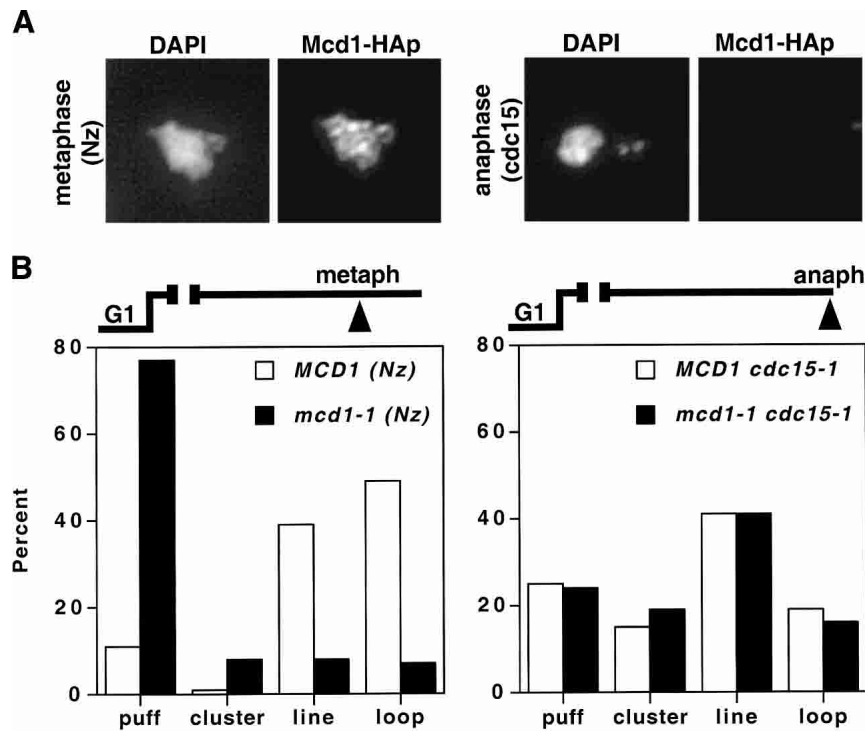 A
DAPI Mcd1-HAp DAPI Mcd1-HAp
metaphase
(Nz)
anaphase
(cdc15)
B
metaph anaph
G1 G1
80 80
MCD1 (Nz) MCD1 cdc15-1
mcd1-1 (Nz) mcd1-1 cdc15-1
60 60
Percent
40 40
20 20
0 0
puff cluster line loop puff cluster line loop